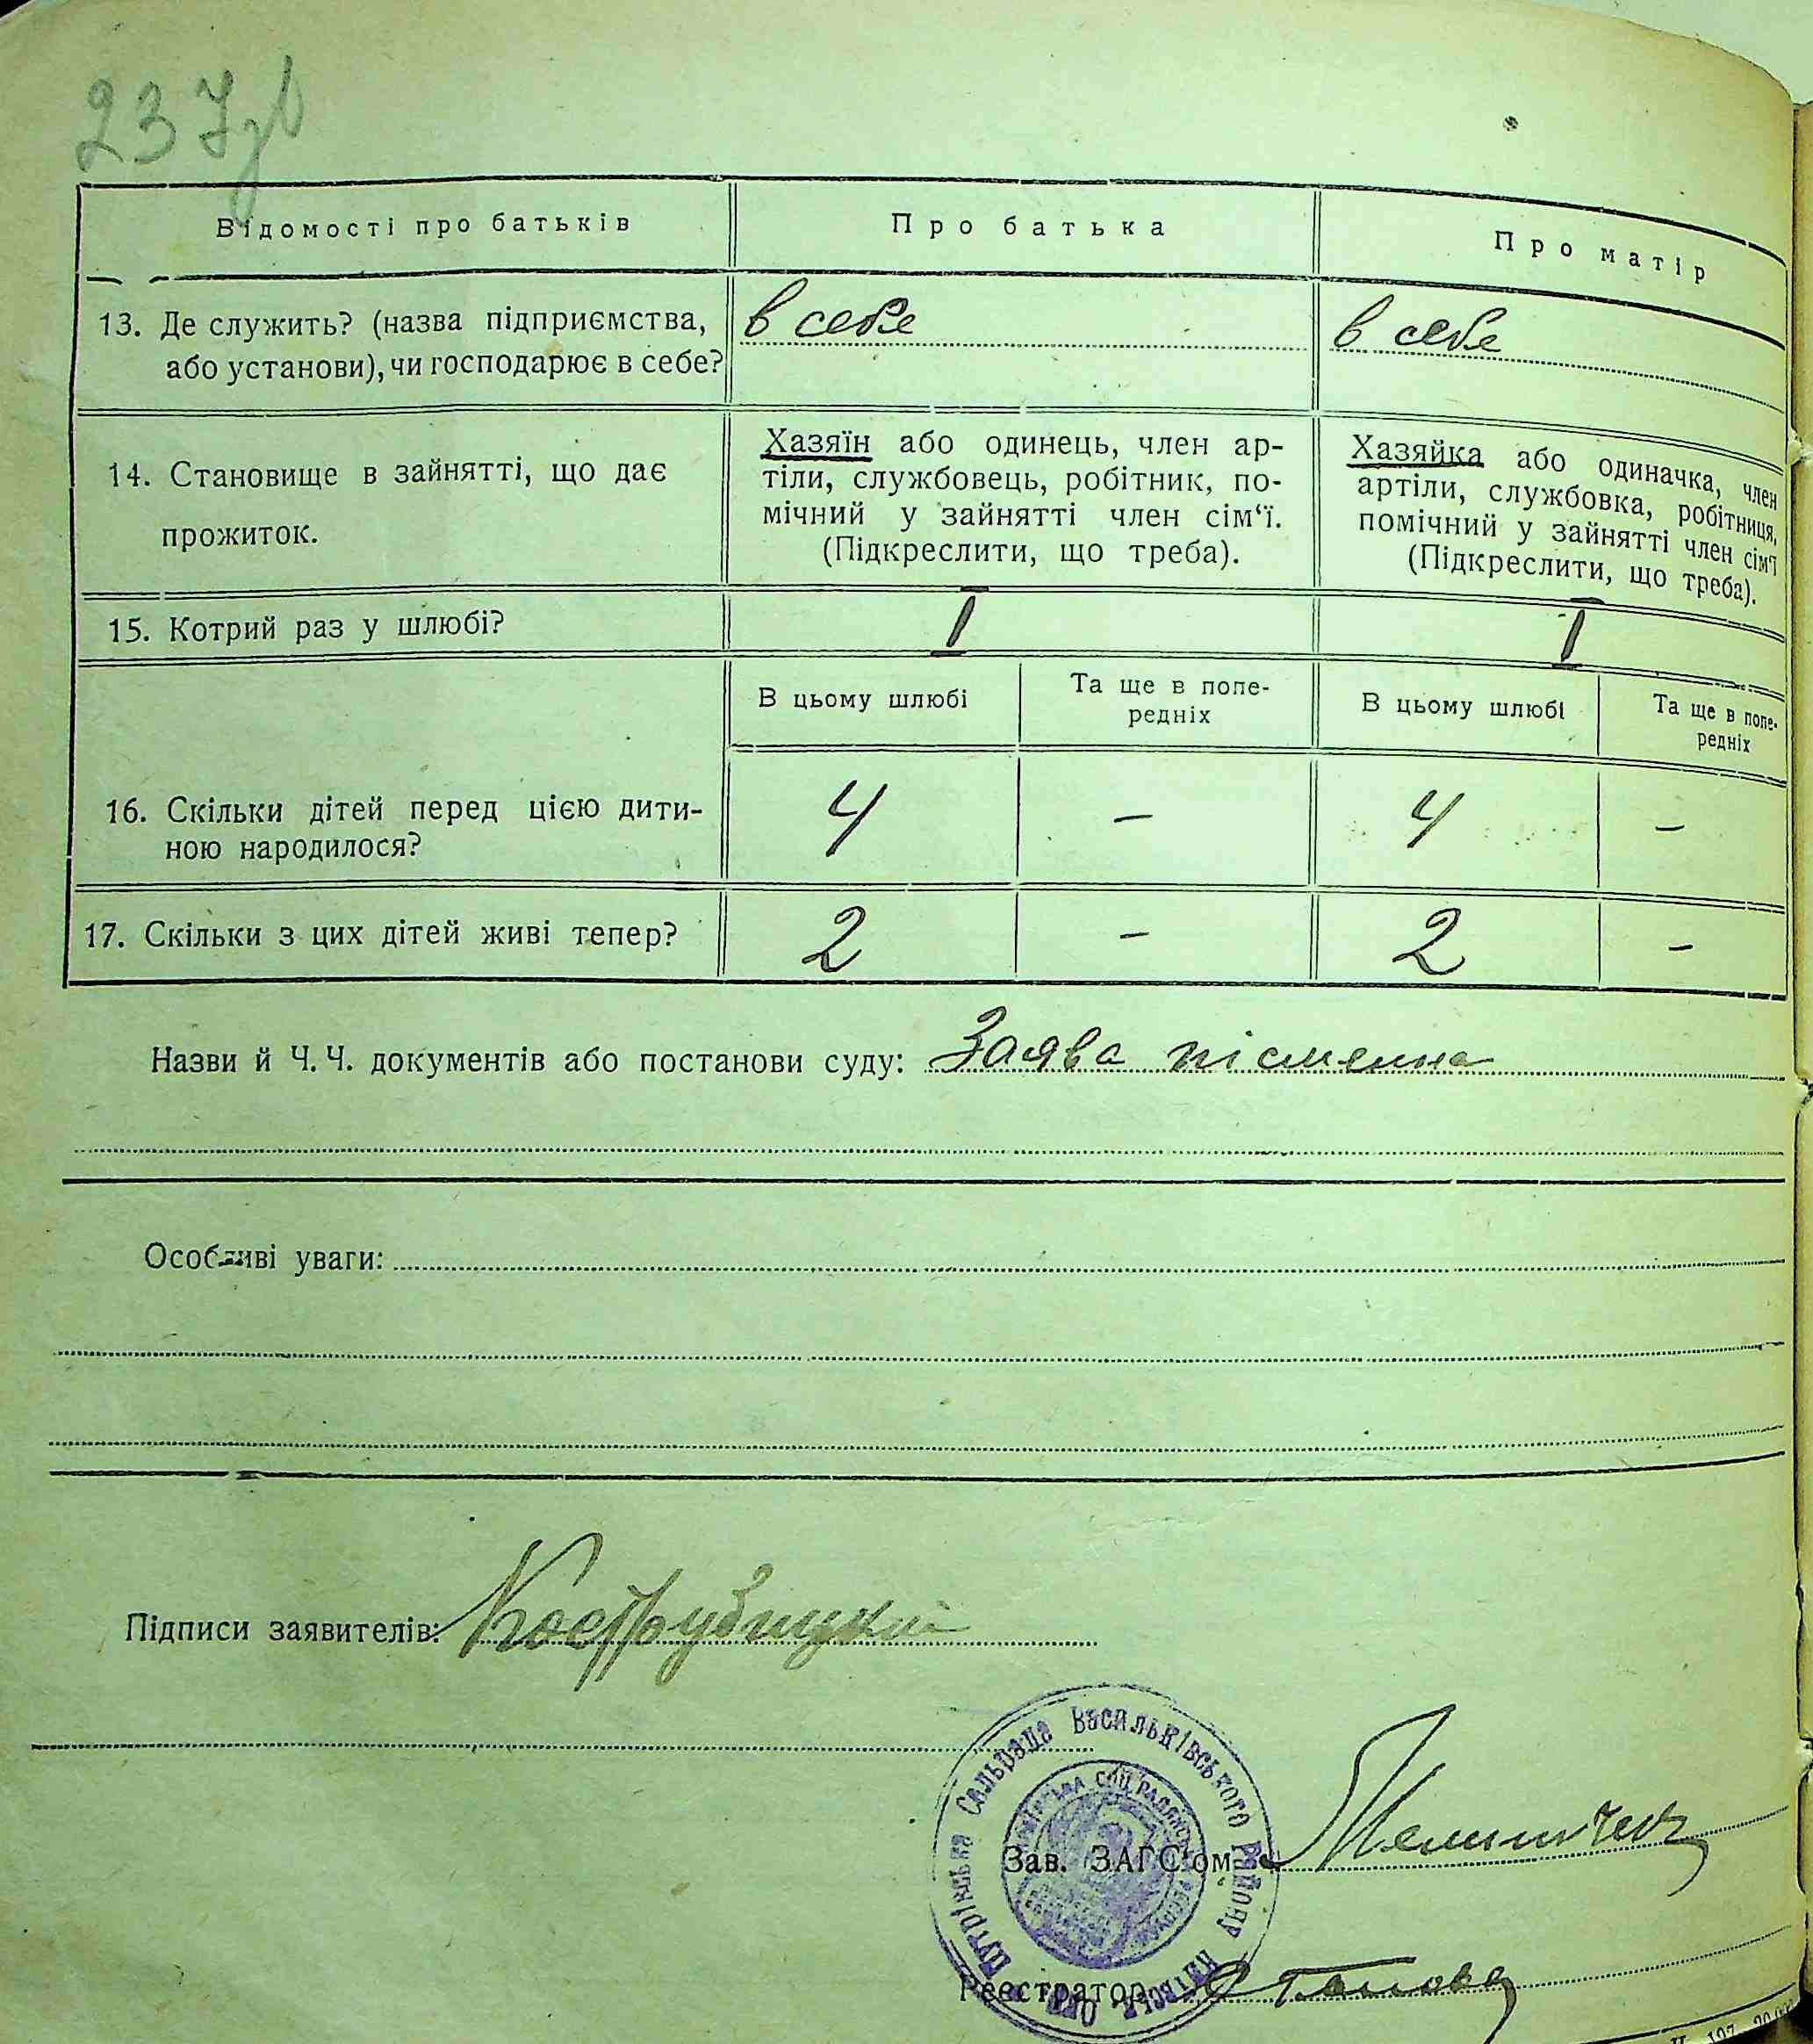 237зв
Відомості про батьків
Про батька
Про матір
13. Де служить? (назва підприємства,
або установи), чи господарює в себе?
в себе
в себе
14. Становище в зайнятті, що дає
прожиток.
Хазяїн або одинець, член ар-
тіли, службовець, робітник, по-
мічний у зайнятті член сім‘ї.
(Підкреслити, що треба).
Хазяйка або одиначка, член
артіли, службовка, робітниця,
помічний у зайнятті член сім‘ї
(Підкреслити, що треба).
15. Котрий раз у шлюбі?
I
I
В цьому шлюбі
Та ще в попе-
редніх
В цьому шлюбі
Та ще в попе-
редніх
16. Скільки дітей перед цією дити-
ною народилося?
4
–
4
–
17. Скільки з цих дітей живі тепер?
2
–
2
–
Назви й Ч. Ч. документів або постанови суду: Заява пісменна
Особливі уваги:
Підписи заявителів: Кострубицкий
Сельрада Васильківського Району
Зав. ЗАГС‘ом
Реєстратор